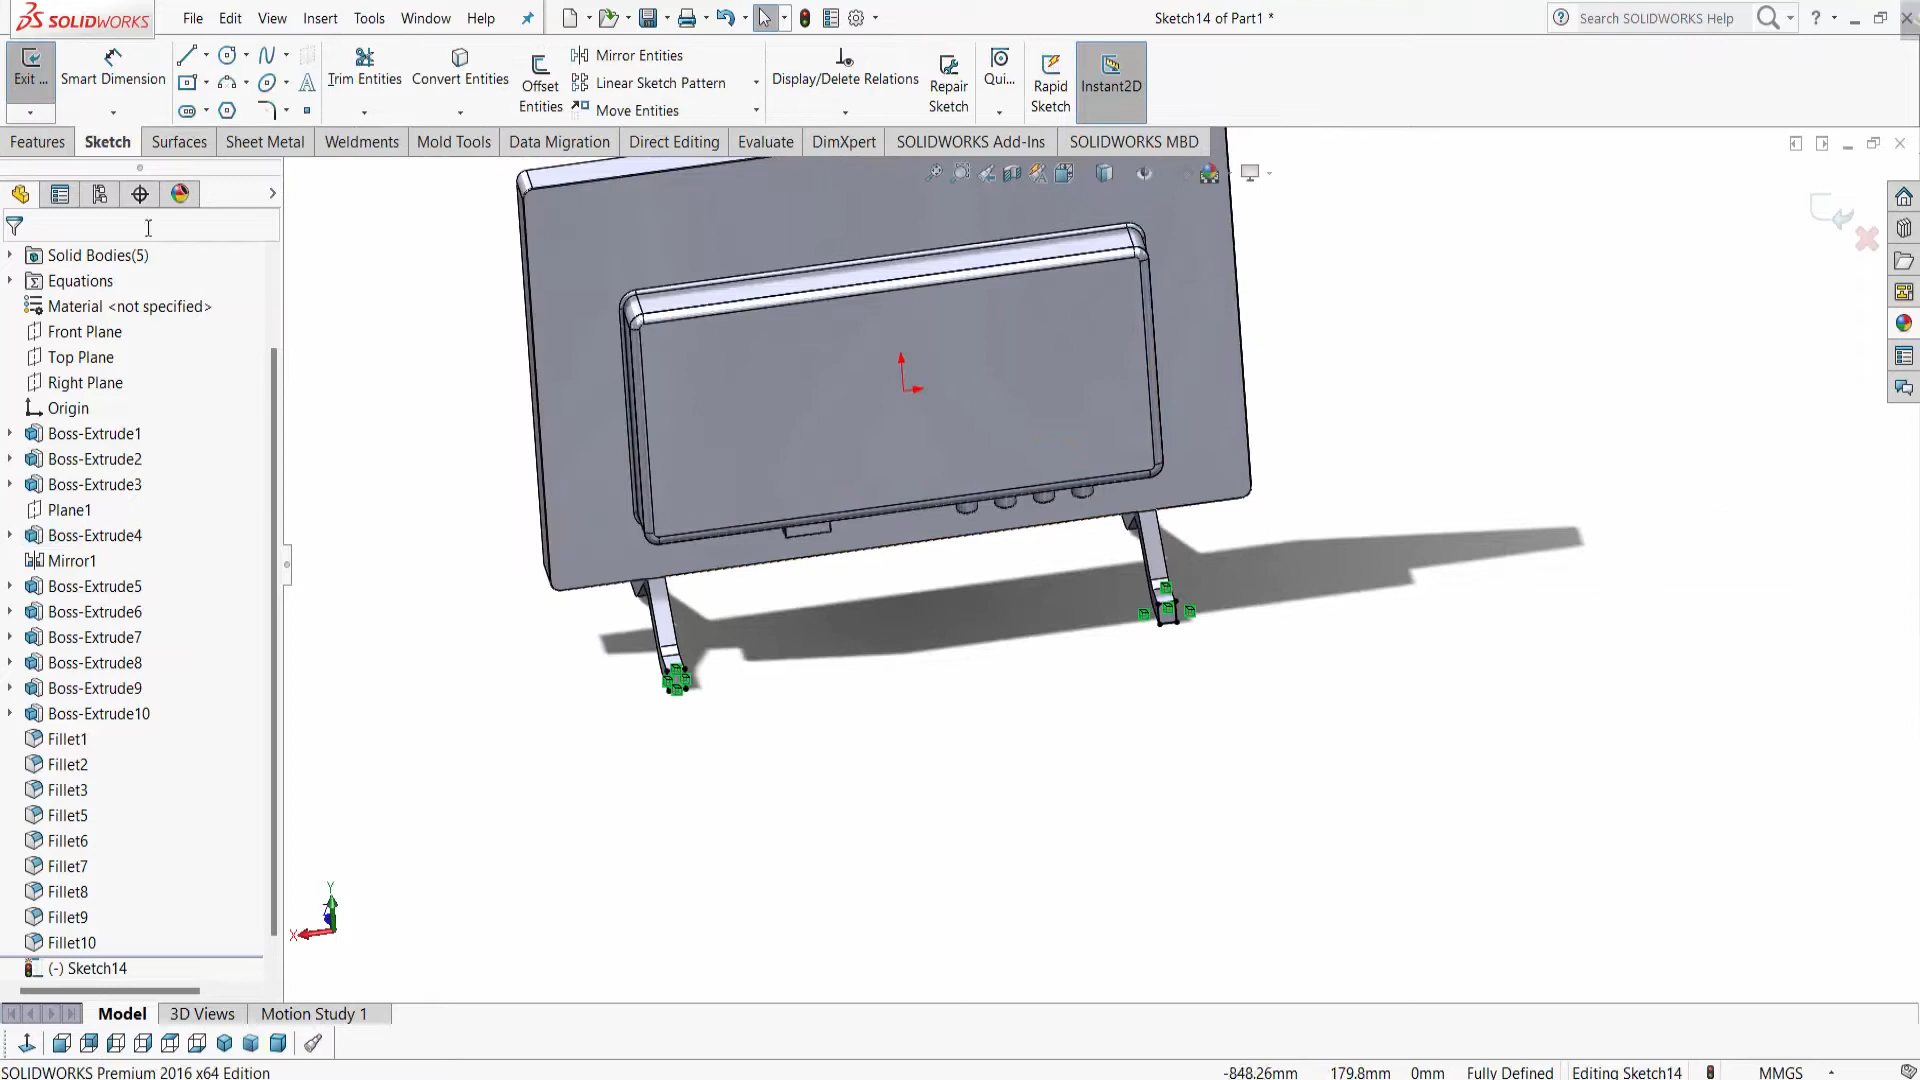 SOLIDWORKS File Edit View Insert Tools Window Help Sketch14 of Part1 * Search SOLIDWORKS Help
Exit ... Smart Dimension Trim Entities Convert Entities Offset Entities Mirror Entities Linear Sketch Pattern Move Entities Display/Delete Relations Repair Sketch Qui... Rapid Sketch Instant2D
Features Sketch Surfaces Sheet Metal Weldments Mold Tools Data Migration Direct Editing Evaluate DimXpert SOLIDWORKS Add-Ins SOLIDWORKS MBD
Solid Bodies(5)
Equations
Material <not specified>
Front Plane
Top Plane
Right Plane
Origin
Boss-Extrude1
Boss-Extrude2
Boss-Extrude3
Plane1
Boss-Extrude4
Mirror1
Boss-Extrude5
Boss-Extrude6
Boss-Extrude7
Boss-Extrude8
Boss-Extrude9
Boss-Extrude10
Fillet1
Fillet2
Fillet3
Fillet5
Fillet6
Fillet7
Fillet8
Fillet9
Fillet10
(-) Sketch14
Y
X
Model 3D Views Motion Study 1
SOLIDWORKS Premium 2016 x64 Edition -848.26mm 179.8mm 0mm Fully Defined Editing Sketch14 MMGS